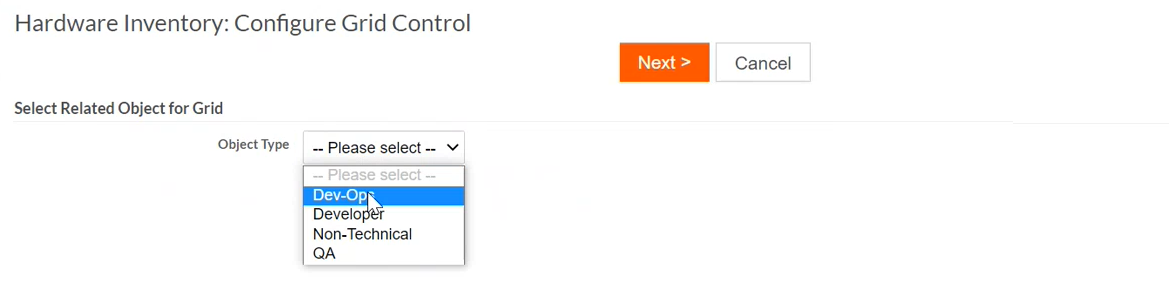 Hardware Inventory: Configure Grid Control
Next > Cancel
Select Related Object for Grid
Object Type -- Please select --
-- Please select --
Dev-Ops
Developer
Non-Technical
QA